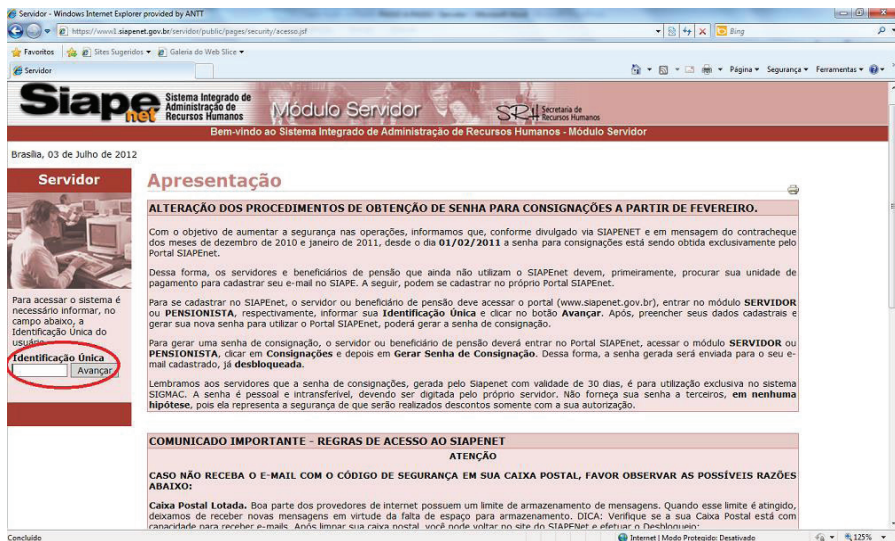 Servidor - Windows Internet Explorer provided by ANTT
https://www1.siapenet.gov.br/servidor/public/pages/security/acesso.jsf
Bing
Favoritos
Sites Sugeridos
Galeria do Web Slice
Servidor
Página
Segurança
Ferramentas
Siape net
Sistema Integrado de
Administração de
Recursos Humanos
Módulo Servidor
SRH
Secretaria de
Recursos Humanos
Bem-vindo ao Sistema Integrado de Administração de Recursos Humanos - Módulo Servidor
Brasília, 03 de Julho de 2012
Servidor
Para acessar o sistema é
necessário informar, no
campo abaixo, a
Identificação Única do
usuário
Identificação Única
Avançar
Apresentação
ALTERAÇÃO DOS PROCEDIMENTOS DE OBTENÇÃO DE SENHA PARA CONSIGNAÇÕES A PARTIR DE FEVEREIRO.
Com o objetivo de aumentar a segurança nas operações, informamos que, conforme divulgado via SIAPENET e em mensagem do contracheque
dos meses de dezembro de 2010 e janeiro de 2011, desde o dia 01/02/2011 a senha para consignações está sendo obtida exclusivamente pelo
Portal SIAPEnet.
Dessa forma, os servidores e beneficiários de pensão que ainda não utilizam o SIAPEnet devem, primeiramente, procurar sua unidade de
pagamento para cadastrar seu e-mail no SIAPE. A seguir, podem se cadastrar no próprio Portal SIAPEnet.
Para se cadastrar no SIAPEnet, o servidor ou beneficiário de pensão deve acessar o portal (www.siapenet.gov.br), entrar no módulo SERVIDOR
ou PENSIONISTA, respectivamente, informar sua Identificação Única e clicar no botão Avançar. Após, preencher seus dados cadastrais e
gerar sua nova senha para utilizar o Portal SIAPEnet, poderá gerar a senha de consignação.
Para gerar uma senha de consignação, o servidor ou beneficiário de pensão deverá entrar no Portal SIAPEnet, acessar o módulo SERVIDOR ou
PENSIONISTA, clicar em Consignações e depois em Gerar Senha de Consignação. Dessa forma, a senha gerada será enviada para o seu e-
mail cadastrado, já desbloqueada.
Lembramos aos servidores que a senha de consignações, gerada pelo Siapenet com validade de 30 dias, é para utilização exclusiva no sistema
SIGMAC. A senha é pessoal e intransferível, devendo ser digitada pelo próprio servidor. Não forneça sua senha a terceiros, em nenhuma
hipótese, pois ela representa a segurança de que serão realizados descontos somente com a sua autorização.
COMUNICADO IMPORTANTE - REGRAS DE ACESSO AO SIAPENET
ATENÇÃO
CASO NÃO RECEBA O E-MAIL COM O CÓDIGO DE SEGURANÇA EM SUA CAIXA POSTAL, FAVOR OBSERVAR AS POSSÍVEIS RAZÕES
ABAIXO:
Caixa Postal Lotada. Boa parte dos provedores de internet possuem um limite de armazenamento de mensagens. Quando esse limite é atingido,
deixamos de receber novas mensagens em virtude da falta de espaço para armazenamento. DICA: Verifique se a sua Caixa Postal está com
capacidade para receber e-mails. Após limpar sua caixa postal, você pode voltar no site do SIAPENet e efetuar o Desbloqueio;
Concluído
Internet | Modo Protegido: Desativado
125%